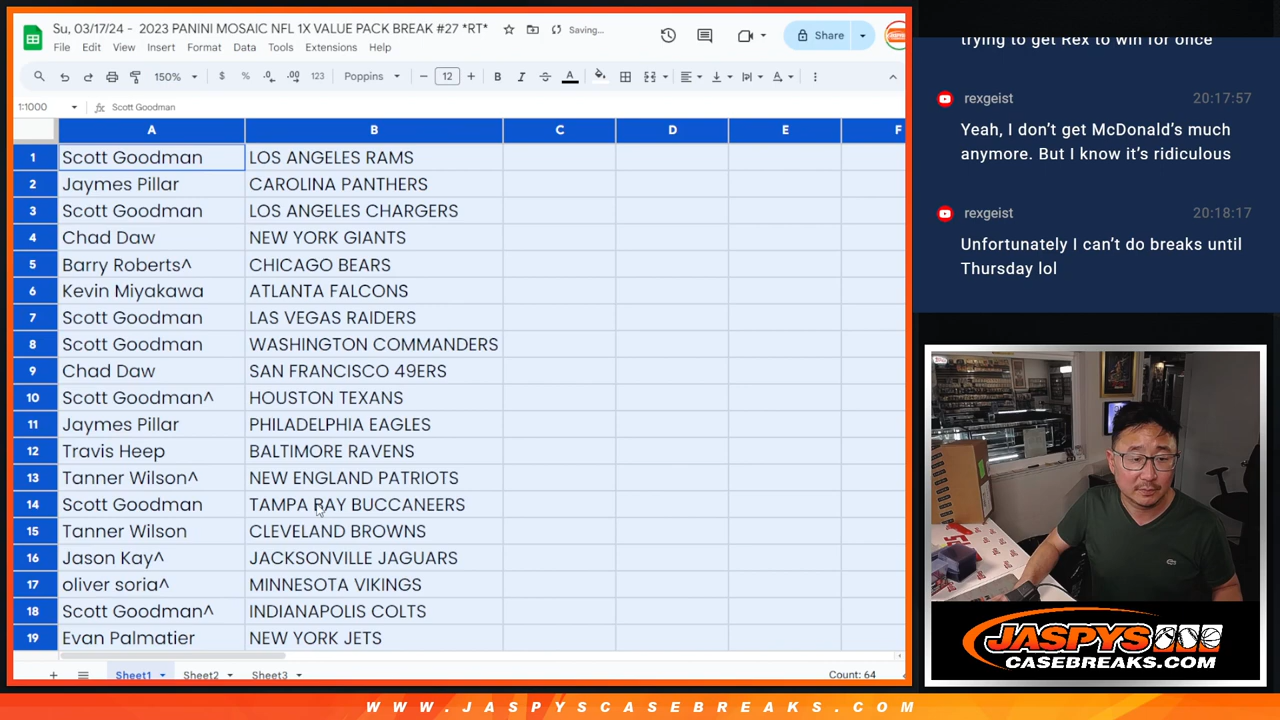 Su, 03/17/24 - 2023 PANINI MOSAIC NFL 1X VALUE PACK BREAK #27 *RT*
Saving...
File Edit View Insert Format Data Tools Extensions Help
Share
150% $ % .0 .00 123 Poppins 12 B I S A
1:1000 fx Scott Goodman
A B C D E F
1 Scott Goodman LOS ANGELES RAMS
2 Jaymes Pillar CAROLINA PANTHERS
3 Scott Goodman LOS ANGELES CHARGERS
4 Chad Daw NEW YORK GIANTS
5 Barry Roberts^ CHICAGO BEARS
6 Kevin Miyakawa ATLANTA FALCONS
7 Scott Goodman LAS VEGAS RAIDERS
8 Scott Goodman WASHINGTON COMMANDERS
9 Chad Daw SAN FRANCISCO 49ERS
10 Scott Goodman^ HOUSTON TEXANS
11 Jaymes Pillar PHILADELPHIA EAGLES
12 Travis Heep BALTIMORE RAVENS
13 Tanner Wilson^ NEW ENGLAND PATRIOTS
14 Scott Goodman TAMPA BAY BUCCANEERS
15 Tanner Wilson CLEVELAND BROWNS
16 Jason Kay^ JACKSONVILLE JAGUARS
17 oliver soria^ MINNESOTA VIKINGS
18 Scott Goodman^ INDIANAPOLIS COLTS
19 Evan Palmatier NEW YORK JETS
Sheet1 Sheet2 Sheet3 Count: 64
trying to get Rex to win for once
rexgeist 20:17:57
Yeah, I don't get McDonald's much
anymore. But I know it's ridiculous
rexgeist 20:18:17
Unfortunately I can't do breaks until
Thursday lol
JASPYS
CASEBREAKS.COM
WWW.JASPYSCASEBREAKS.COM